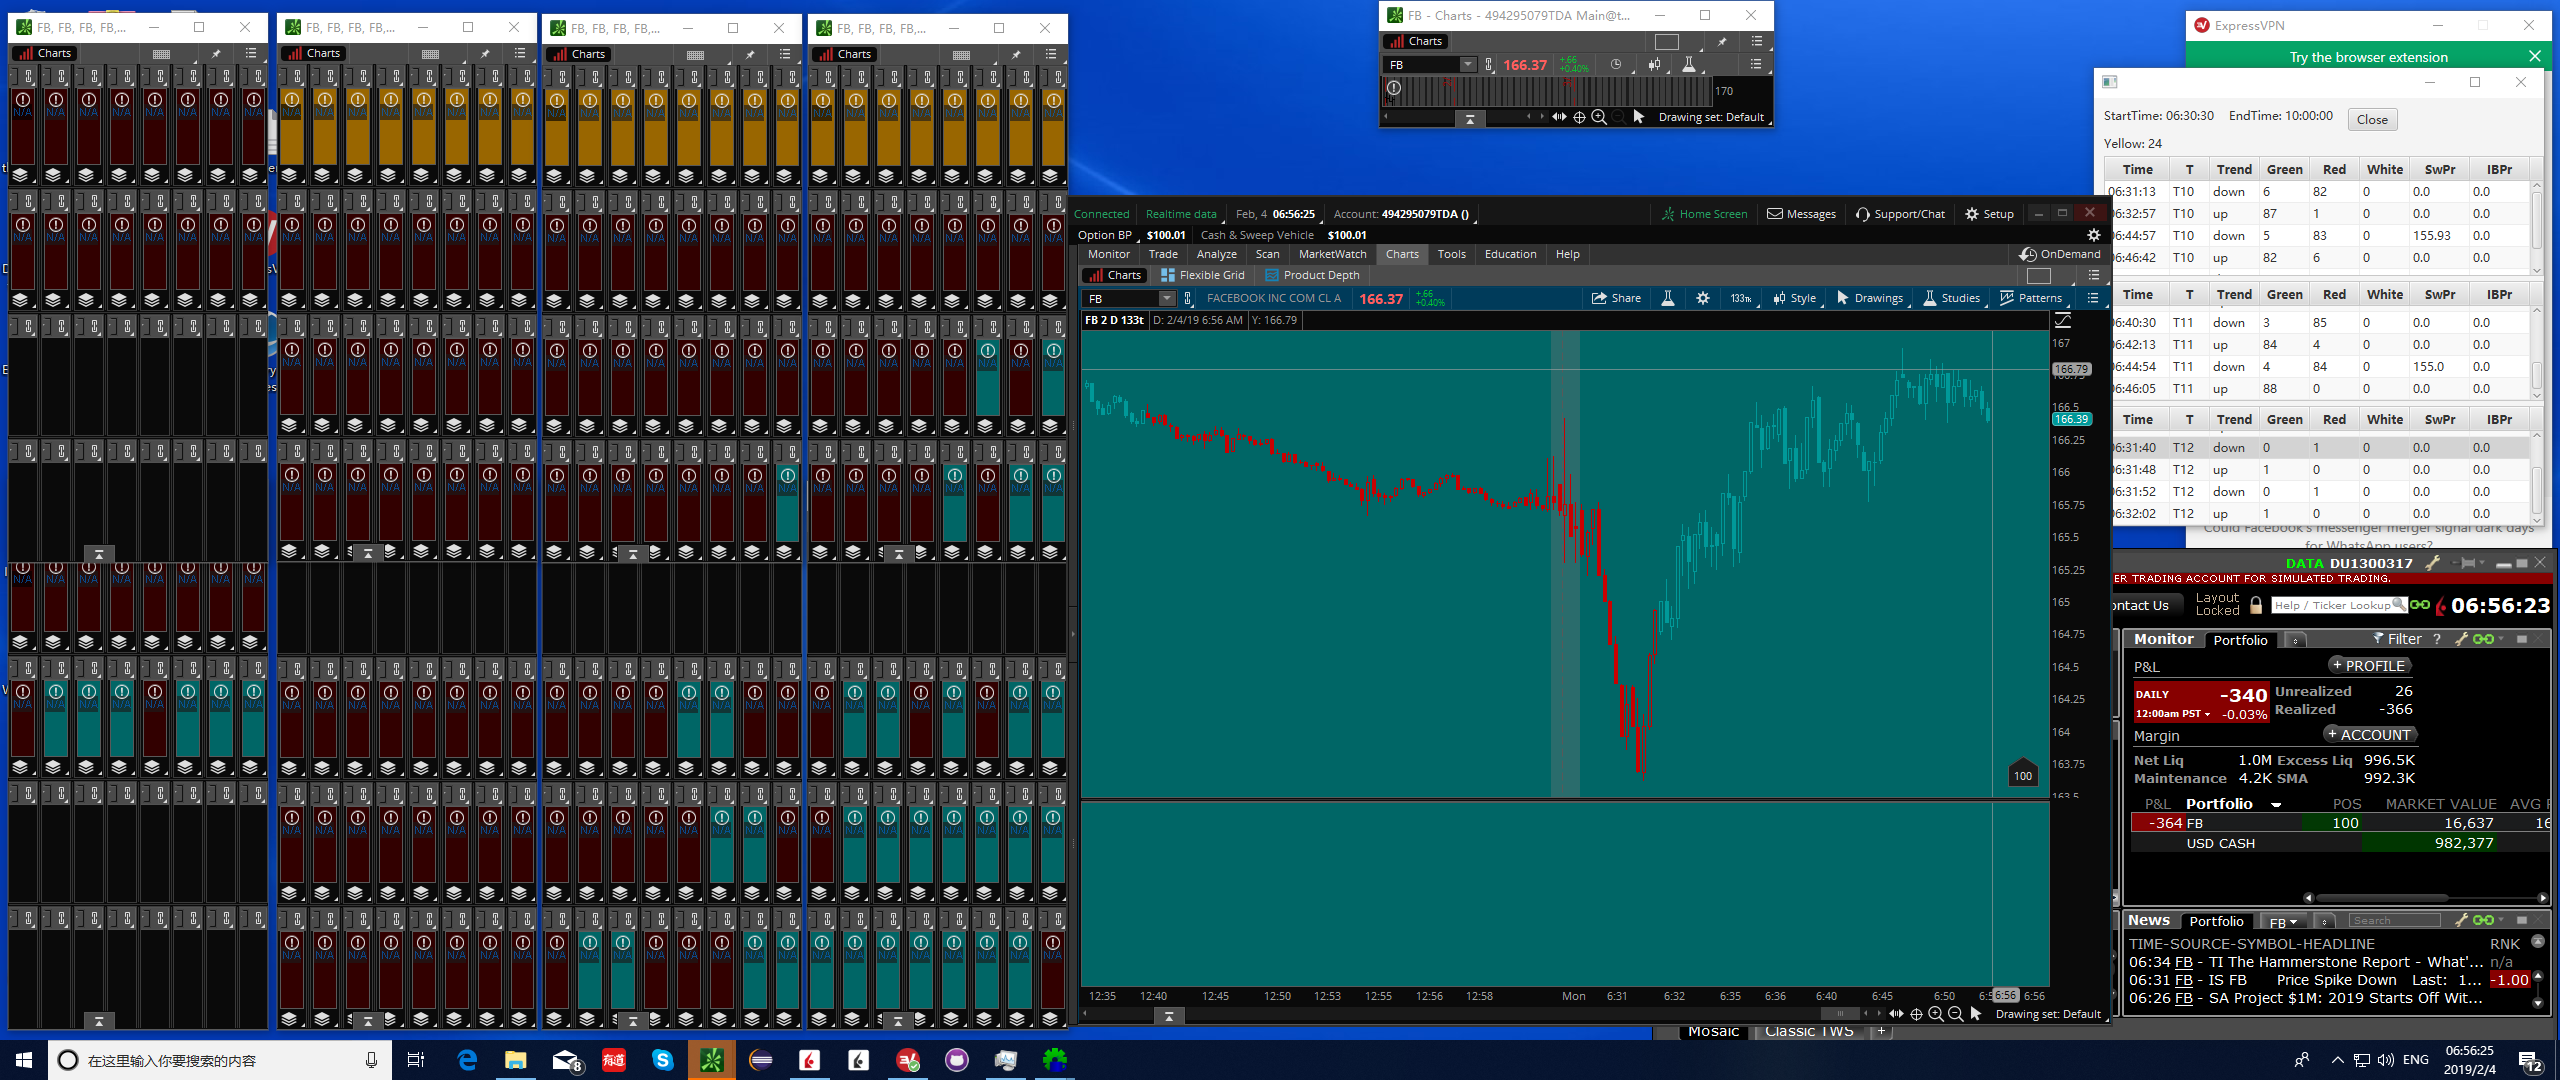 FB, FB, FB, FB,...
Charts
FB, FB, FB, FB,...
Charts
FB, FB, FB, FB,...
Charts
FB, FB, FB, FB,...
Charts
N/A
FB - Charts - 494295079TDA Main@t...
Charts
FB
166.37
+.66
+0.40%
170
Drawing set: Default
ExpressVPN
Try the browser extension
StartTime: 06:30:30 EndTime: 10:00:00 Close
Yellow: 24
Time T Trend Green Red White SwPr IBPr
06:31:13 T10 down 6 82 0 0.0 0.0
06:32:57 T10 up 87 1 0 0.0 0.0
06:44:57 T10 down 5 83 0 155.93 0.0
06:46:42 T10 up 82 6 0 0.0 0.0
Time T Trend Green Red White SwPr IBPr
06:40:30 T11 down 3 85 0 0.0 0.0
06:42:13 T11 up 84 4 0 0.0 0.0
06:44:54 T11 down 4 84 0 155.0 0.0
06:46:05 T11 up 88 0 0 0.0 0.0
Time T Trend Green Red White SwPr IBPr
06:31:40 T12 down 0 1 0 0.0 0.0
06:31:48 T12 up 1 0 0 0.0 0.0
06:31:52 T12 down 0 1 0 0.0 0.0
06:32:02 T12 up 1 0 0 0.0 0.0
Could Facebook's messenger merger signal dark days
for WhatsApp users?
Connected Realtime data Feb, 4 06:56:25 Account: 494295079TDA () Home Screen Messages Support/Chat Setup
Option BP $100.01 Cash & Sweep Vehicle $100.01
Monitor Trade Analyze Scan MarketWatch Charts Tools Education Help OnDemand
Charts Flexible Grid Product Depth
FB FACEBOOK INC COM CL A 166.37 +.66 +0.40% Share 133tk Style Drawings Studies Patterns
FB 2 D 133t D: 2/4/19 6:56 AM Y: 166.79
167
166.79
166.5
166.39
166.25
166
165.75
165.5
165.25
165
164.75
164.5
164.25
164
163.75
163.5
100
12:35 12:40 12:45 12:50 12:53 12:55 12:56 12:58 Mon 6:31 6:32 6:35 6:36 6:40 6:45 6:50 6:56 6:56
Drawing set: Default
DATA DU1300317
ER TRADING ACCOUNT FOR SIMULATED TRADING.
ontact Us Layout Locked Help / Ticker Lookup 06:56:23
Monitor Portfolio Filter ?
P&L + PROFILE
DAILY -340 Unrealized 26
12:00am PST -0.03% Realized -366
Margin + ACCOUNT
Net Liq 1.0M Excess Liq 996.5K
Maintenance 4.2K SMA 992.3K
P&L Portfolio POS MARKET VALUE AVG
-364 FB 100 16,637 16
USD CASH 982,377
News Portfolio FB Search
TIME-SOURCE-SYMBOL-HEADLINE RNK
06:34 FB - TI The Hammerstone Report - What'... n/a
06:31 FB - IS FB Price Spike Down Last: 1... -1.00
06:26 FB - SA Project $1M: 2019 Starts Off Wit...
Mosaic Classic TWS +
在这里输入你要搜索的内容
8
有道
ENG
06:56:25
2019/2/4
12